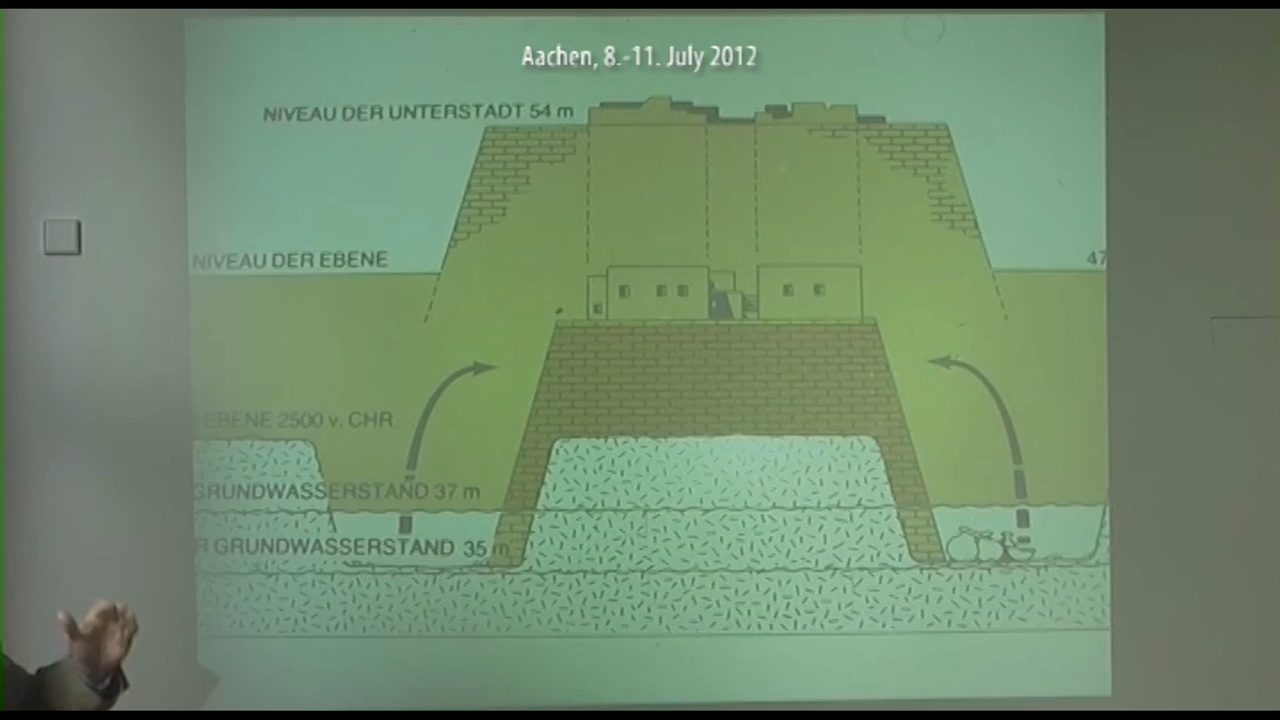 Aachen, 8.-11. July 2012
NIVEAU DER UNTERSTADT 54 m
NIVEAU DER EBENE
47
EBENE 2500 v. CHR.
GRUNDWASSERSTAND 37 m
R GRUNDWASSERSTAND 35 m